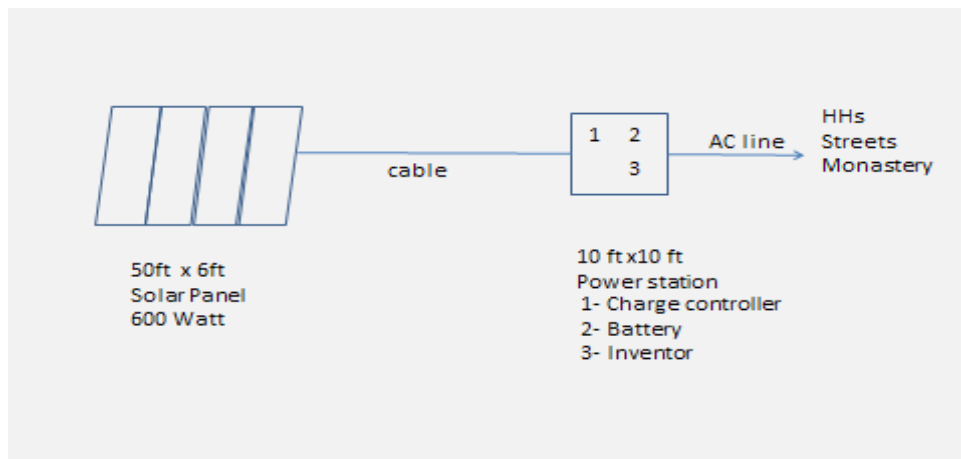 cable
1 2
3
AC line
HHs
Streets
Monastery
50ft x 6ft
Solar Panel
600 Watt
10 ft x10 ft
Power station
1- Charge controller
2- Battery
3- Inventor